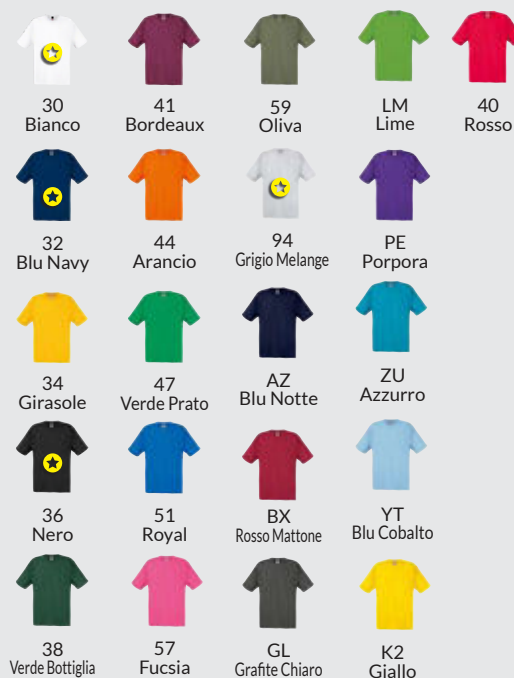 30
Bianco
41
Bordeaux
59
Oliva
LM
Lime
40
Rosso
32
Blu Navy
44
Arancio
94
Grigio Melange
PE
Porpora
34
Girasole
47
Verde Prato
AZ
Blu Notte
ZU
Azzurro
36
Nero
51
Royal
BX
Rosso Mattone
YT
Blu Cobalto
38
Verde Bottiglia
57
Fucsia
GL
Grafite Chiaro
K2
Giallo